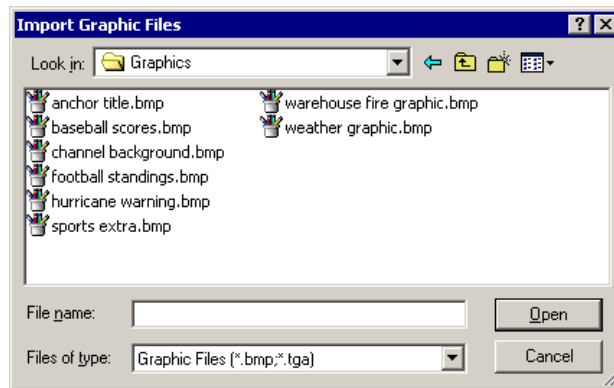 Import Graphic Files
Look in: Graphics
anchor title.bmp
baseball scores.bmp
channel background.bmp
football standings.bmp
hurricane warning.bmp
sports extra.bmp
warehouse fire graphic.bmp
weather graphic.bmp
File name:
Open
Files of type: Graphic Files (*.bmp;*.tga)
Cancel